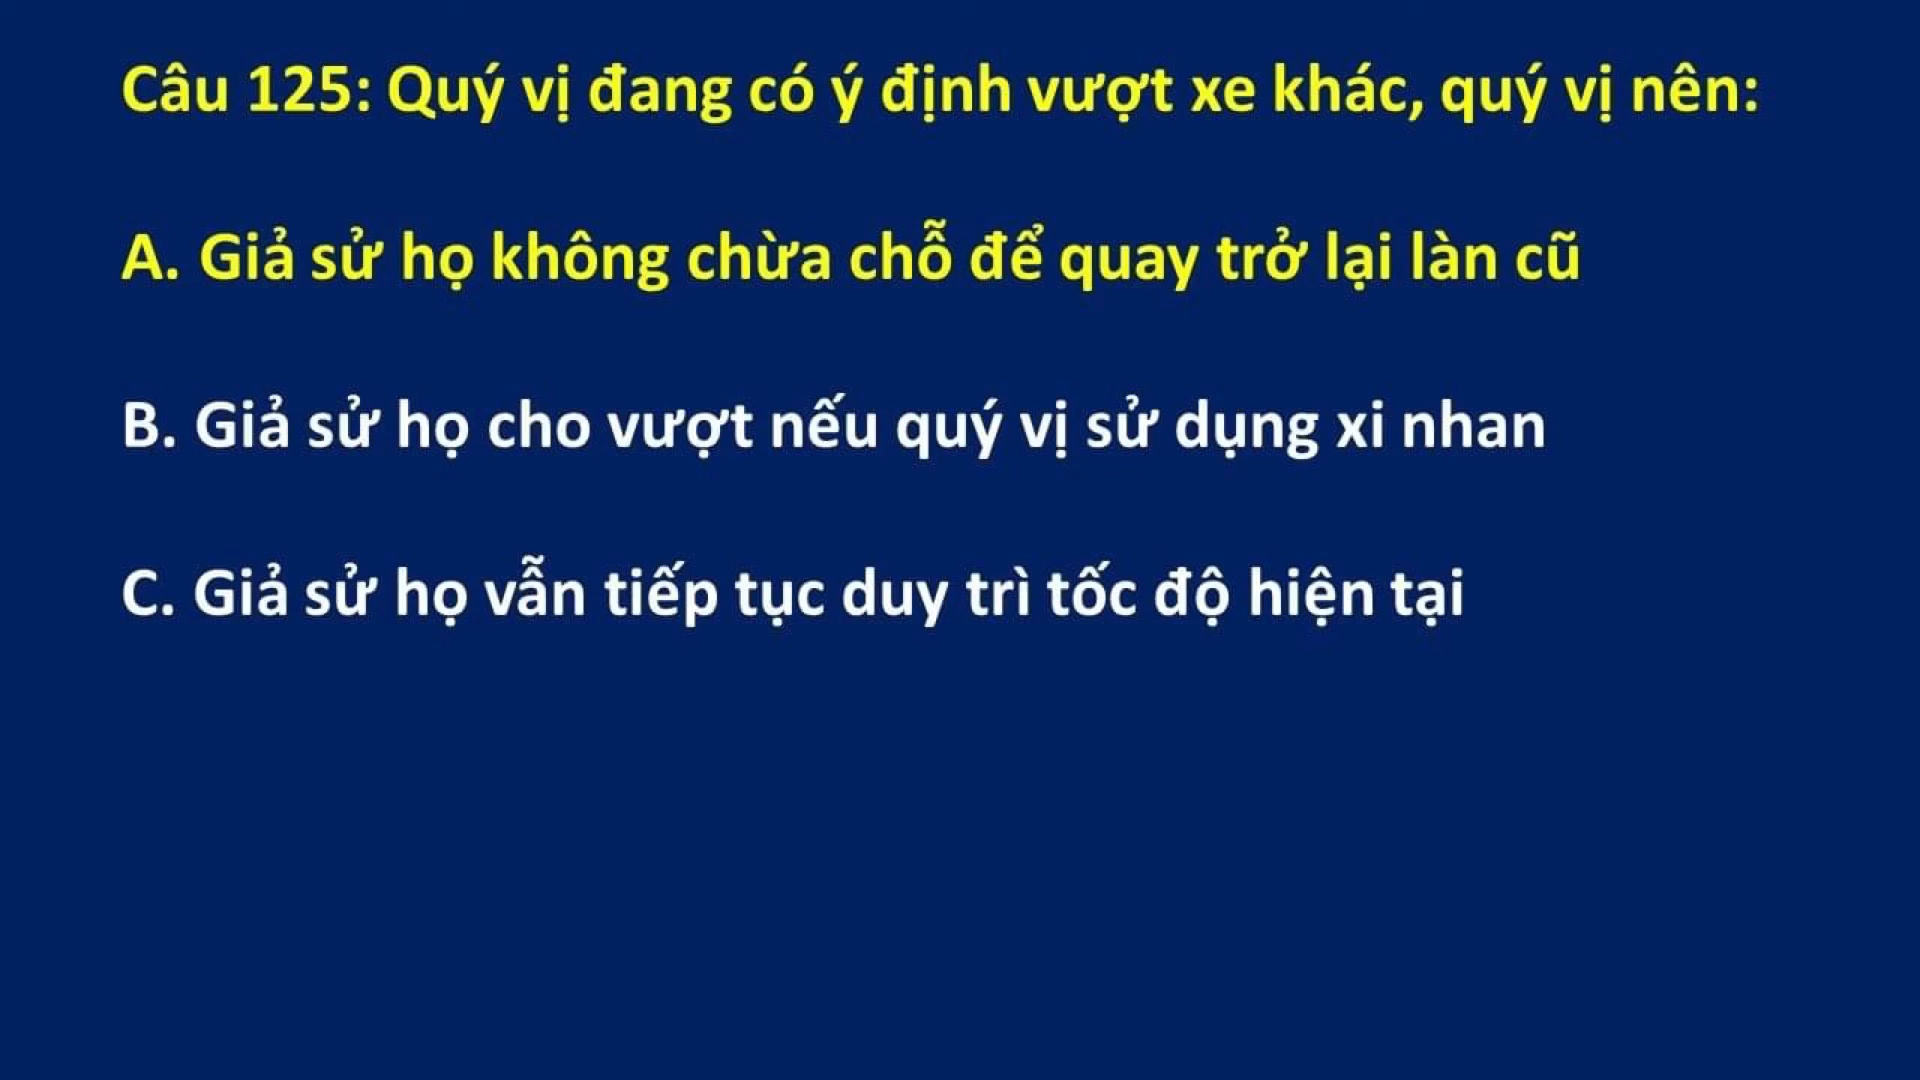 Câu 125: Quý vị đang có ý định vượt xe khác, quý vị nên:
A. Giả sử họ không chừa chỗ để quay trở lại làn cũ
B. Giả sử họ cho vượt nếu quý vị sử dụng xi nhan
C. Giả sử họ vẫn tiếp tục duy trì tốc độ hiện tại